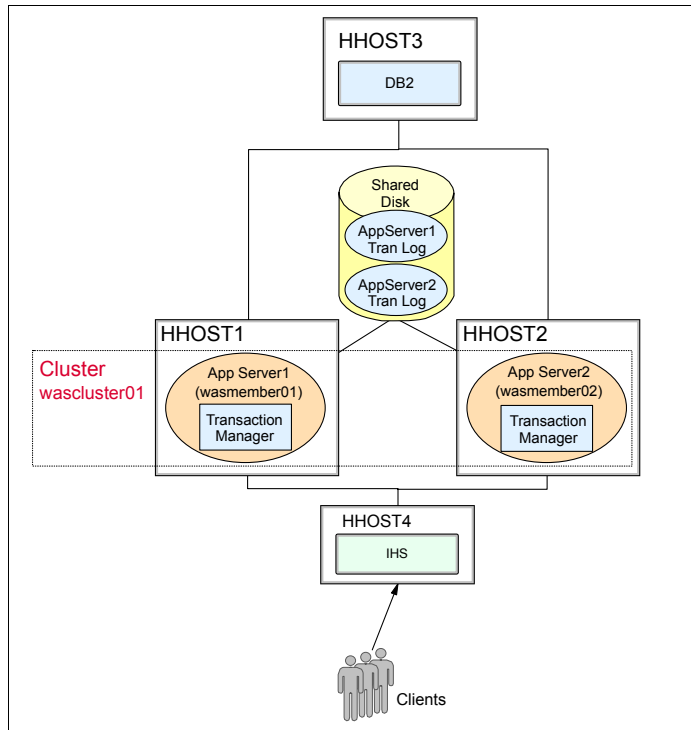 HHOST3
DB2
Shared
Disk
AppServer1
Tran Log
AppServer2
Tran Log
HHOST1
HHOST2
Cluster
wascluster01
App Server1
(wasmember01)
Transaction
Manager
App Server2
(wasmember02)
Transaction
Manager
HHOST4
IHS
Clients